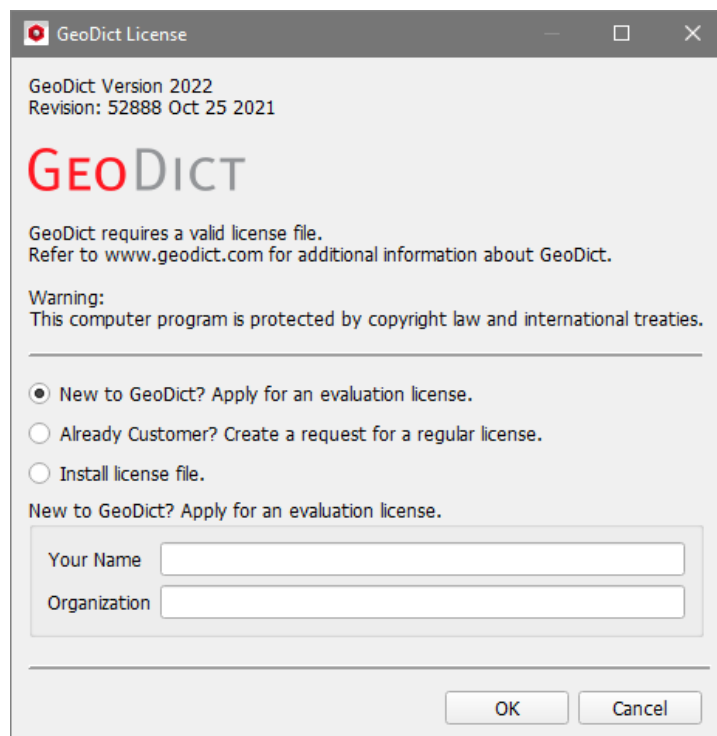 GeoDict License
GeoDict Version 2022
Revision: 52888 Oct 25 2021
GEODICT
GeoDict requires a valid license file.
Refer to www.geodict.com for additional information about GeoDict.
Warning:
This computer program is protected by copyright law and international treaties.
New to GeoDict? Apply for an evaluation license.
Already Customer? Create a request for a regular license.
Install license file.
New to GeoDict? Apply for an evaluation license.
Your Name
Organization
OK Cancel